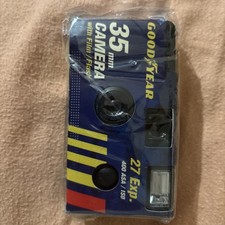 GOODYEAR
35 mm
CAMERA
with Film / Flash
27 Exp.
400 ASA / ISO